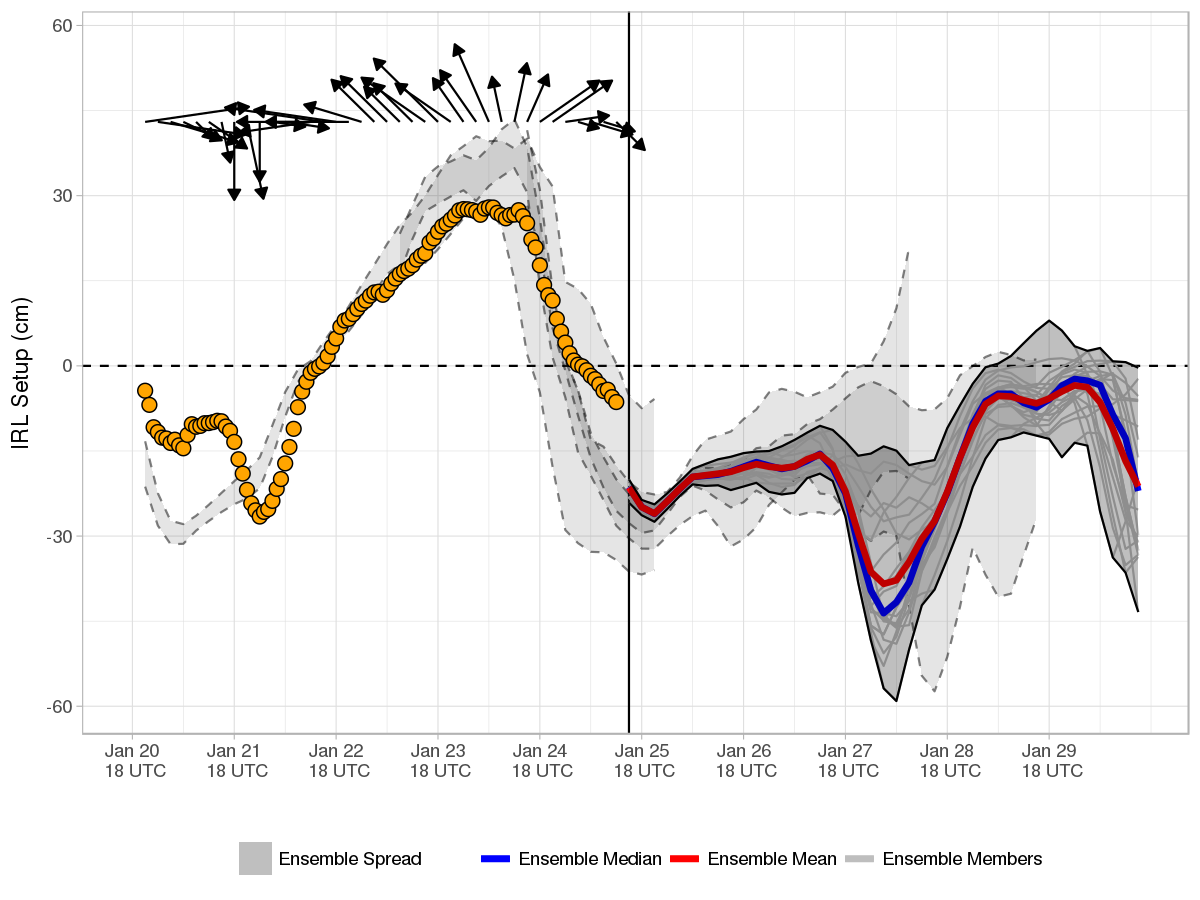 IRL Setup (cm)
60
30
0
-30
-60
Jan 20
18 UTC
Jan 21
18 UTC
Jan 22
18 UTC
Jan 23
18 UTC
Jan 24
18 UTC
Jan 25
18 UTC
Jan 26
18 UTC
Jan 27
18 UTC
Jan 28
18 UTC
Jan 29
18 UTC
Ensemble Spread
Ensemble Median
Ensemble Mean
Ensemble Members